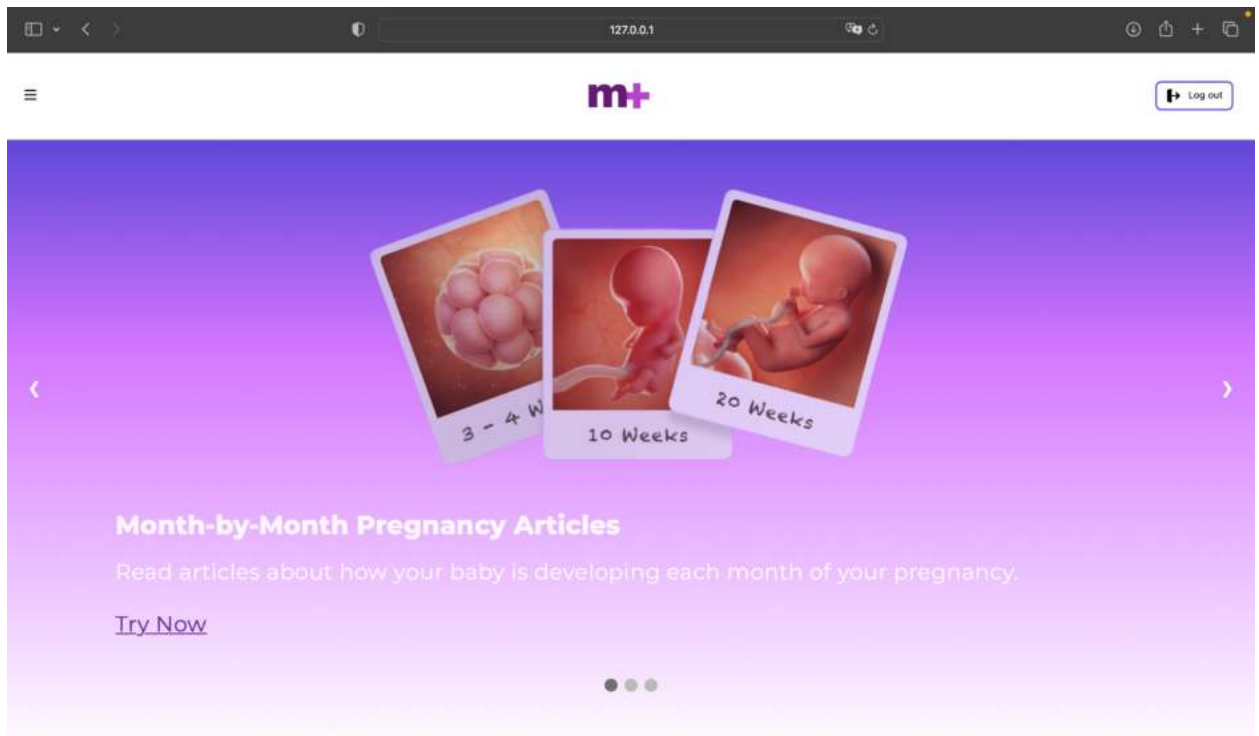 127.0.0.1
m+
Log out
3 - 4 W
10 Weeks
20 Weeks
Month-by-Month Pregnancy Articles
Read articles about how your baby is developing each month of your pregnancy.
Try Now